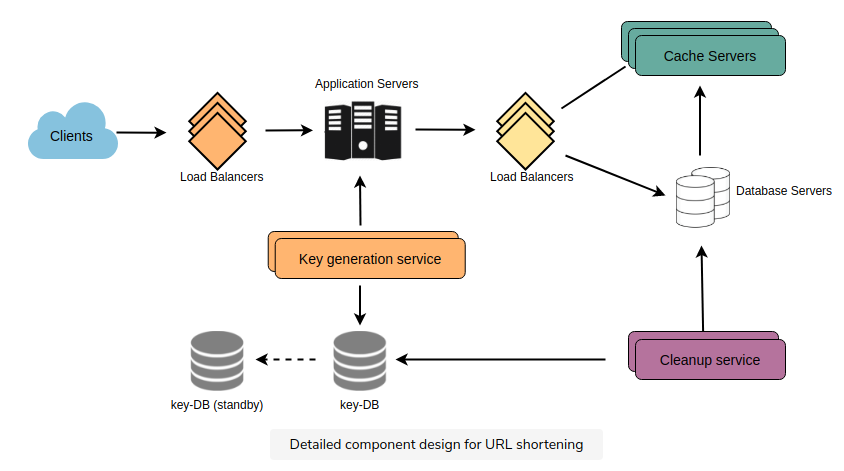 Cache Servers
Application Servers
Clients
Load Balancers
Load Balancers
Database Servers
Key generation service
Cleanup service
key-DB (standby)
key-DB
Detailed component design for URL shortening